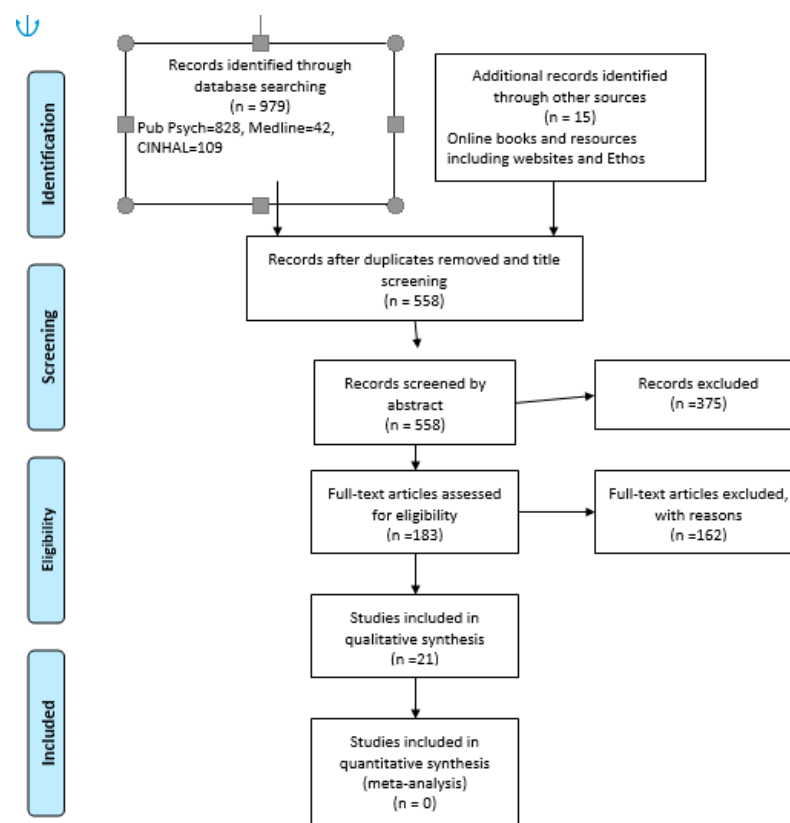 Identification
Records identified through
database searching
(n = 979)
Pub Psych=828, Medline=42,
CINHAL=109
Additional records identified
through other sources
(n = 15)
Online books and resources
including websites and Ethos
Records after duplicates removed and title
screening
(n = 558)
Screening
Records screened by
abstract
(n = 558)
Records excluded
(n =375)
Eligibility
Full-text articles assessed
for eligibility
(n =183)
Full-text articles excluded,
with reasons
(n =162)
Studies included in
qualitative synthesis
(n =21)
Included
Studies included in
quantitative synthesis
(meta-analysis)
(n = 0)